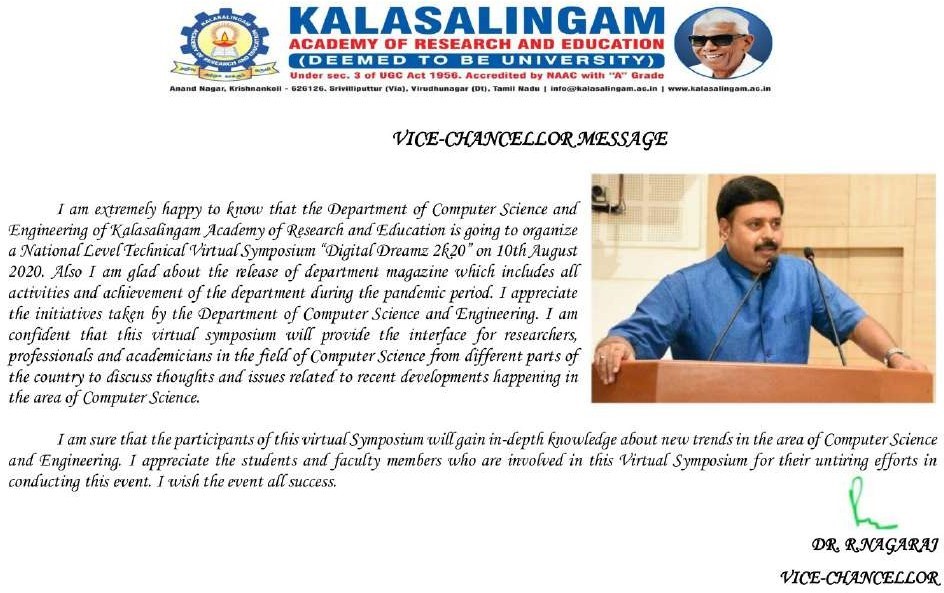 KALASALINGAM
ACADEMY OF RESEARCH AND EDUCATION
(DEEMED TO BE UNIVERSITY)
Under sec. 3 of UGC Act 1956. Accredited by NAAC with "A" Grade
Anand Nagar, Krishnankoil - 626126. Srivilliputtur (Via), Virudhunagar (Dt), Tamil Nadu | info@kalasalingam.ac.in | www.kalasalingam.ac.in
VICE-CHANCELLOR MESSAGE
I am extremely happy to know that the Department of Computer Science and
Engineering of Kalasalingam Academy of Research and Education is going to organize
a National Level Technical Virtual Symposium "Digital Dreamz 2k20" on 10th August
2020. Also I am glad about the release of department magazine which includes all
activities and achievement of the department during the pandemic period. I appreciate
the initiatives taken by the Department of Computer Science and Engineering. I am
confident that this virtual symposium will provide the interface for researchers,
professionals and academicians in the field of Computer Science from different parts of
the country to discuss thoughts and issues related to recent developments happening in
the area of Computer Science.
I am sure that the participants of this virtual Symposium will gain in-depth knowledge about new trends in the area of Computer Science
and Engineering. I appreciate the students and faculty members who are involved in this Virtual Symposium for their untiring efforts in
conducting this event. I wish the event all success.
DR. R.NAGARAJ
VICE-CHANCELLOR